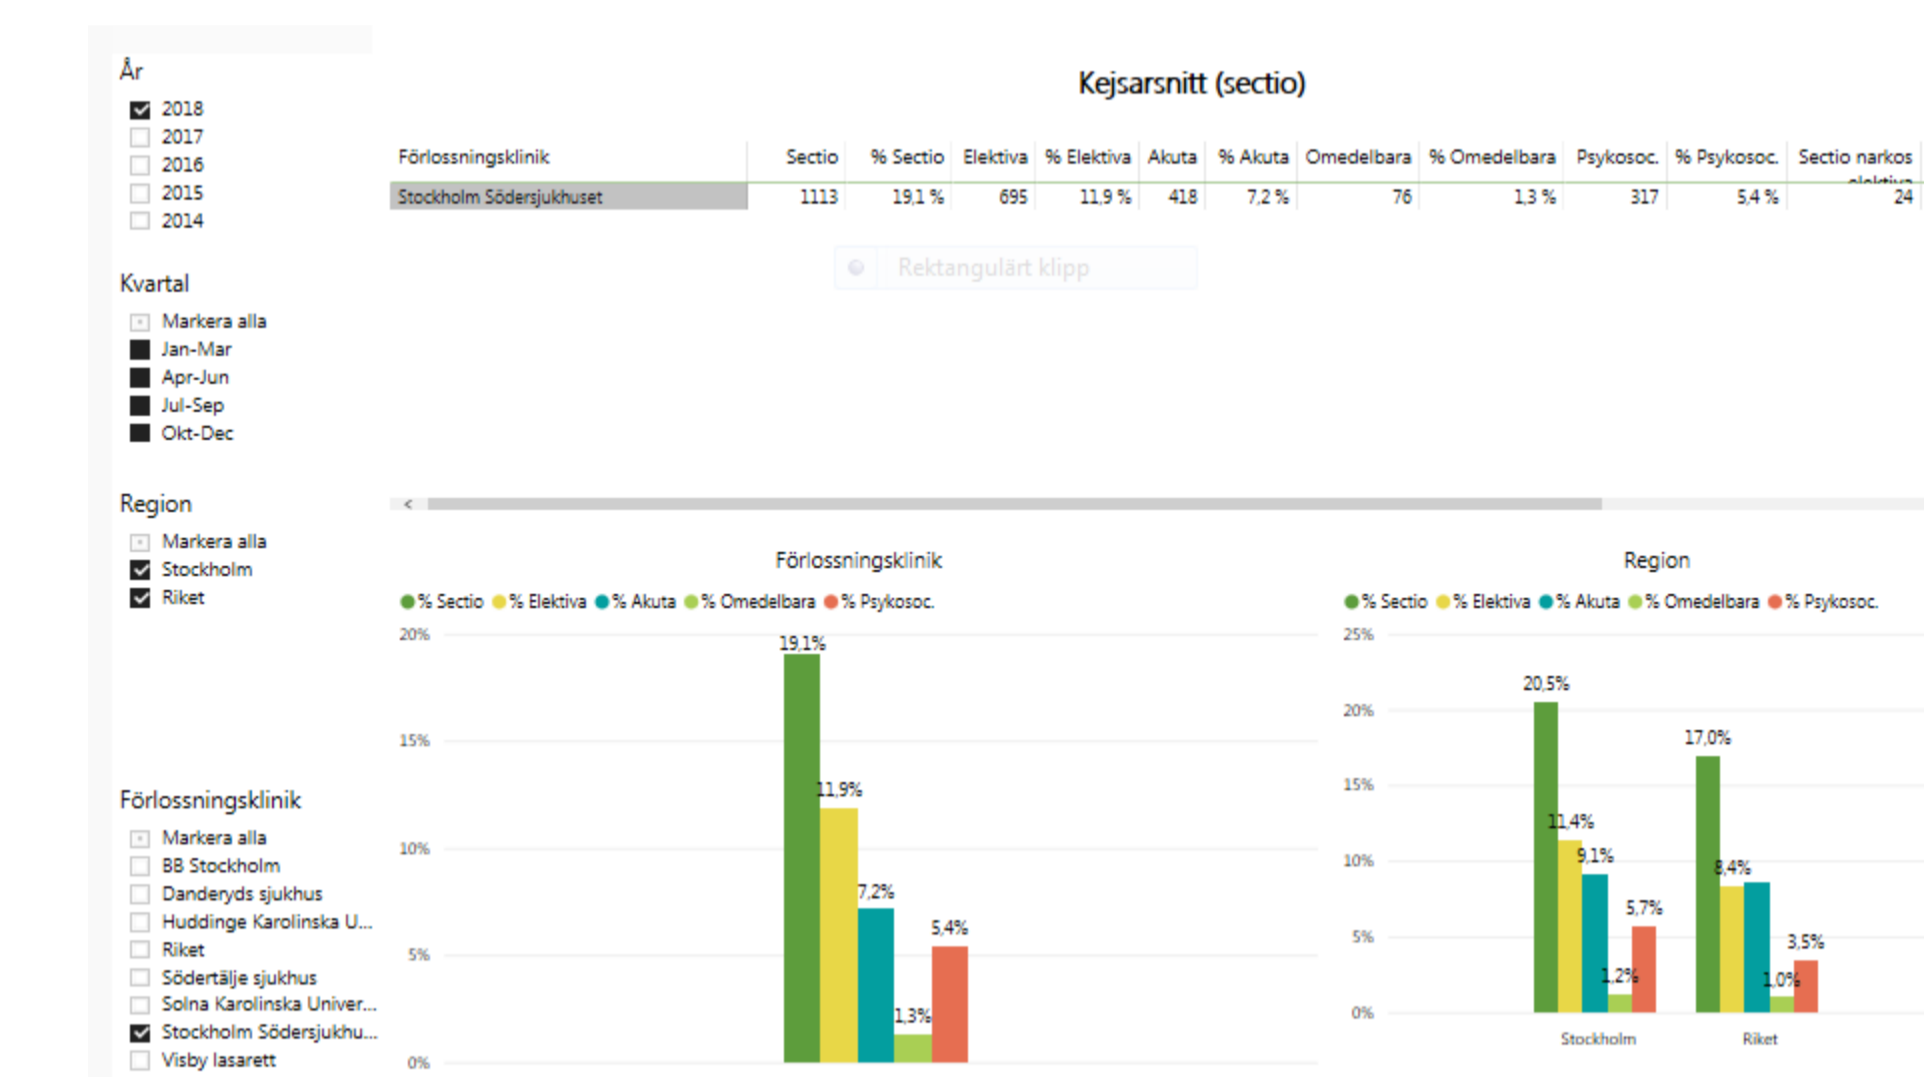 År
2018
2017
2016
2015
2014
Kvartal
Markera alla
Jan-Mar
Apr-Jun
Jul-Sep
Okt-Dec
Region
Markera alla
Stockholm
Riket
Förlossningsklinik
Markera alla
BB Stockholm
Danderyds sjukhus
Huddinge Karolinska U...
Riket
Södertälje sjukhus
Solna Karolinska Univer...
Stockholm Södersjukhu...
Visby lasarett
Kejsarsnitt (sectio)
Förlossningsklinik Sectio % Sectio Elektiva % Elektiva Akuta % Akuta Omedelbara % Omedelbara Psykosoc. % Psykosoc. Sectio narkos
elektiva
Stockholm Södersjukhuset 1113 19,1 % 695 11,9 % 418 7,2 % 76 1,3 % 317 5,4 % 24
Rektangulärt klipp
<
Förlossningsklinik
% Sectio % Elektiva % Akuta % Omedelbara % Psykosoc.
20%
15%
10%
5%
0%
19,1%
11,9%
7,2%
1,3%
5,4%
Region
% Sectio % Elektiva % Akuta % Omedelbara % Psykosoc.
25%
20%
15%
10%
5%
0%
20,5%
11,4%
9,1%
1,2%
5,7%
17,0%
8,4%
1,0%
3,5%
Stockholm Riket